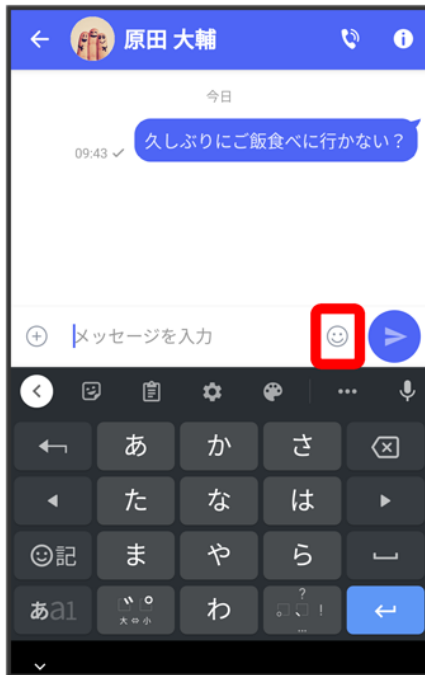 原田 大輔
今日
久しぶりにご飯食べに行かない？
09:43
メッセージを入力
あ か さ
た な は
☺記 ま や ら
あa1 大⇔小 わ 。、?!…